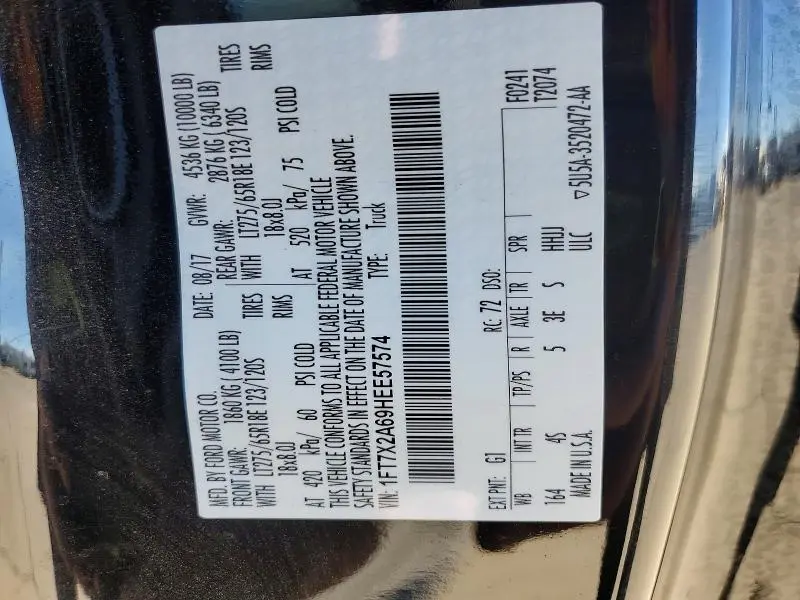 MFD. BY FORD MOTOR CO.
DATE: 08/17 GVWR: 4536 KG (10000 LB)
FRONT GAWR: 1860 KG (4100 LB) REAR GAWR: 2876 KG (6340 LB)
WITH LT275/65R18E 123/120S TIRES WITH LT275/65R18E 123/120S TIRES
18x8.0J RIMS 18x8.0J RIMS
AT 420 kPa/ 60 PSI COLD AT 520 kPa/ 75 PSI COLD
THIS VEHICLE CONFORMS TO ALL APPLICABLE FEDERAL MOTOR VEHICLE
SAFETY STANDARDS IN EFFECT ON THE DATE OF MANUFACTURE SHOWN ABOVE.
VIN: 1FT7X2A69HEE57574 TYPE: Truck
F0241
T2074
EXT PNT: G1 RC: 72 DSO:
WB INT TR TP/PS R AXLE TR SPR
164 4S 5 3E S HHJJ
MADE IN U.S.A. ULC
▽5U5A-3520472-AA